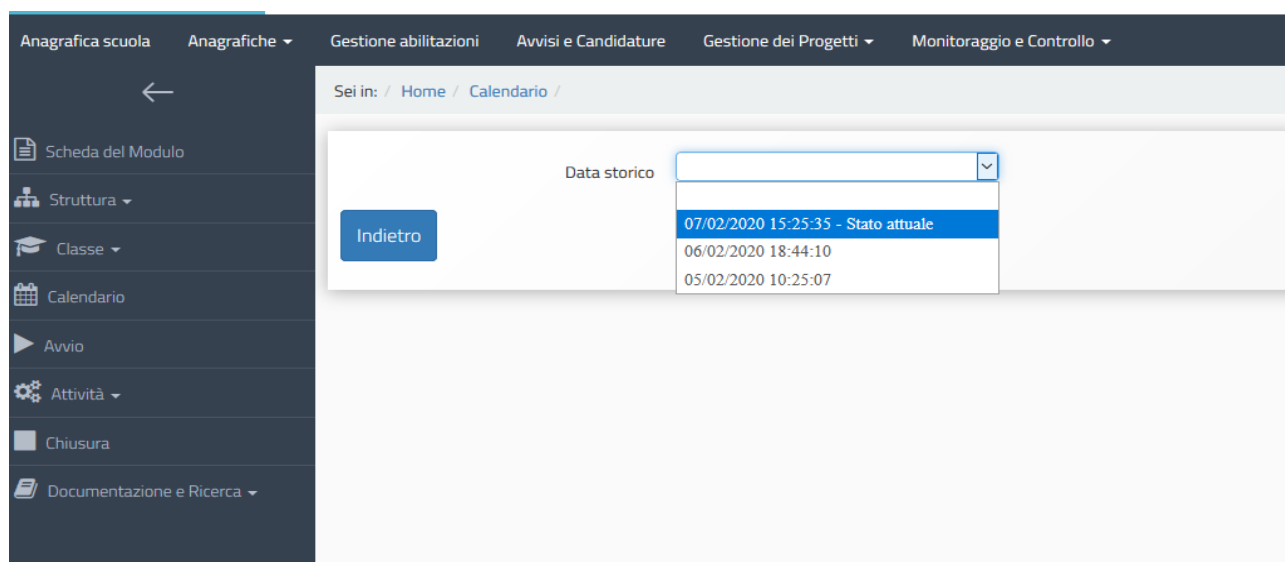 Anagrafica scuola Anagrafiche Gestione abilitazioni Avvisi e Candidature Gestione dei Progetti Monitoraggio e Controllo
Sei in: / Home / Calendario /
Scheda del Modulo
Struttura
Classe
Calendario
Avvio
Attività
Chiusura
Documentazione e Ricerca
Data storico
07/02/2020 15:25:35 - Stato attuale
06/02/2020 18:44:10
05/02/2020 10:25:07
Indietro